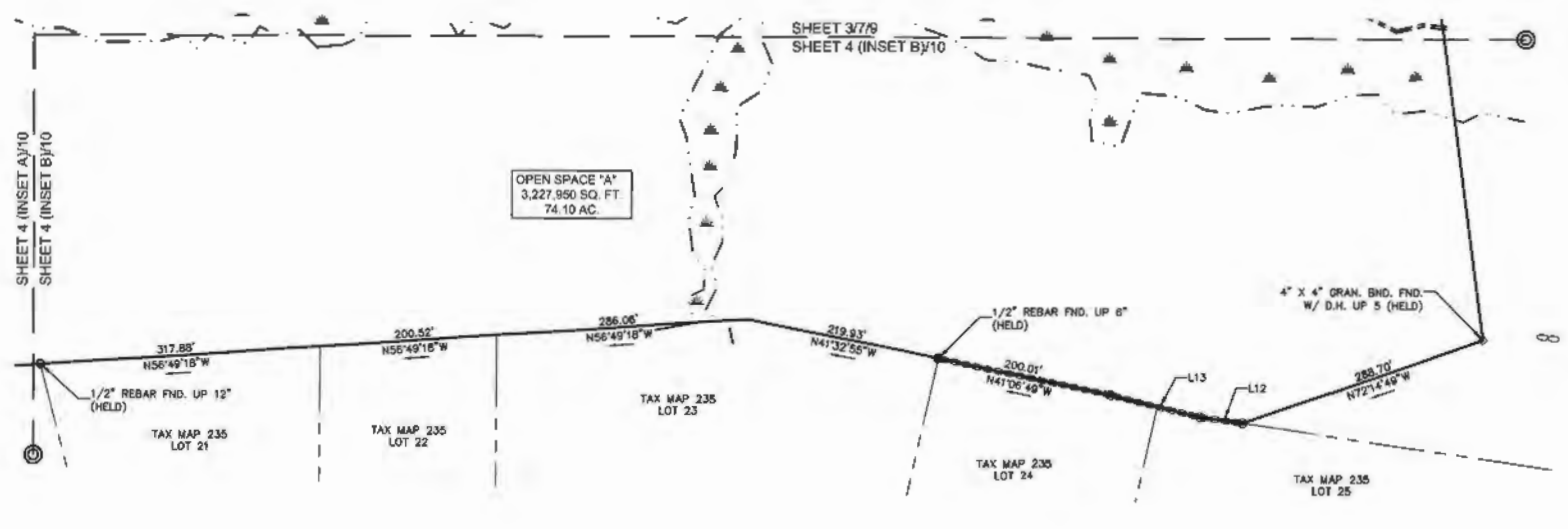 SHEET 3/7/9
SHEET 4 (INSET B)/10
SHEET 4 (INSET A)/10
SHEET 4 (INSET B)/10
OPEN SPACE "A"
3,227,950 SQ. FT.
74.10 AC.
4" X 4" GRAN. BND. FND.
W/ D.H. UP 5 (HELD)
1/2" REBAR FND. UP 6"
(HELD)
317.88'
N56°49'18"W
200.52'
N56°49'18"W
286.06'
N56°49'18"W
219.93'
N41°32'55"W
200.01'
N41°06'49"W
L13
L12
288.70'
N72°14'49"W
1/2" REBAR FND. UP 12"
(HELD)
TAX MAP 235
LOT 21
TAX MAP 235
LOT 22
TAX MAP 235
LOT 23
TAX MAP 235
LOT 24
TAX MAP 235
LOT 25